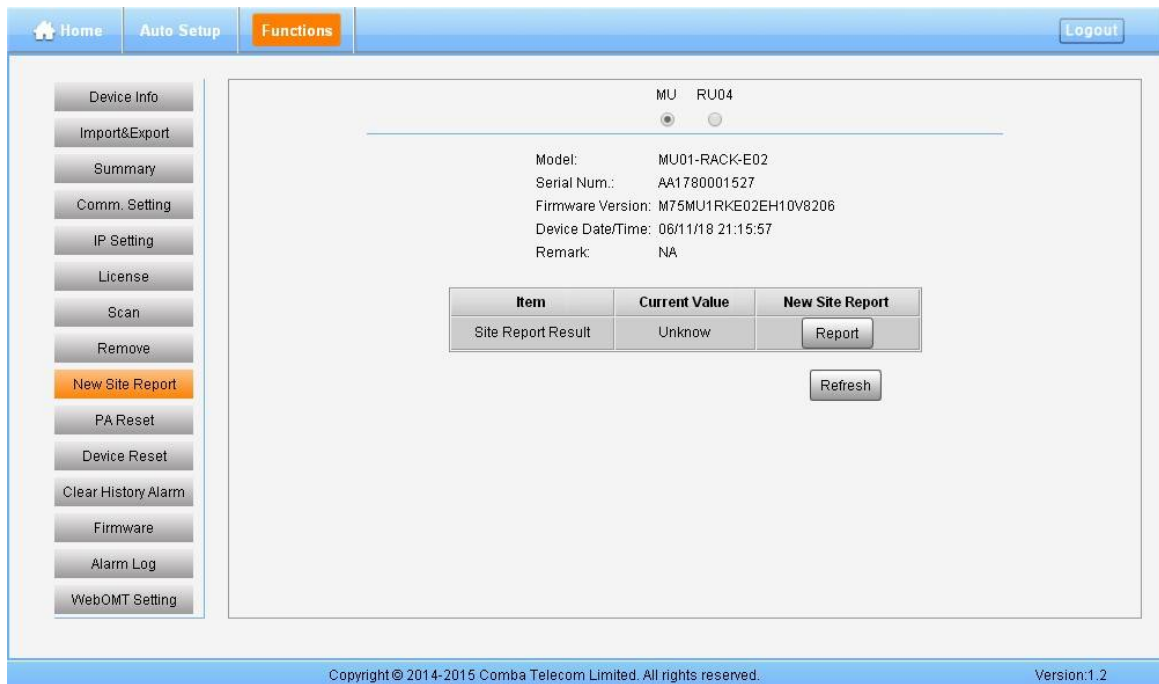 Home Auto Setup Functions Logout
Device Info
Import&Export
Summary
Comm. Setting
IP Setting
License
Scan
Remove
New Site Report
PA Reset
Device Reset
Clear History Alarm
Firmware
Alarm Log
WebOMT Setting
MU RU04
Model: MU01-RACK-E02
Serial Num.: AA1780001527
Firmware Version: M75MU1RKE02EH10V8206
Device Date/Time: 06/11/18 21:15:57
Remark: NA
Item Current Value New Site Report
Site Report Result Unknow Report
Refresh
Copyright © 2014-2015 Comba Telecom Limited. All rights reserved. Version:1.2